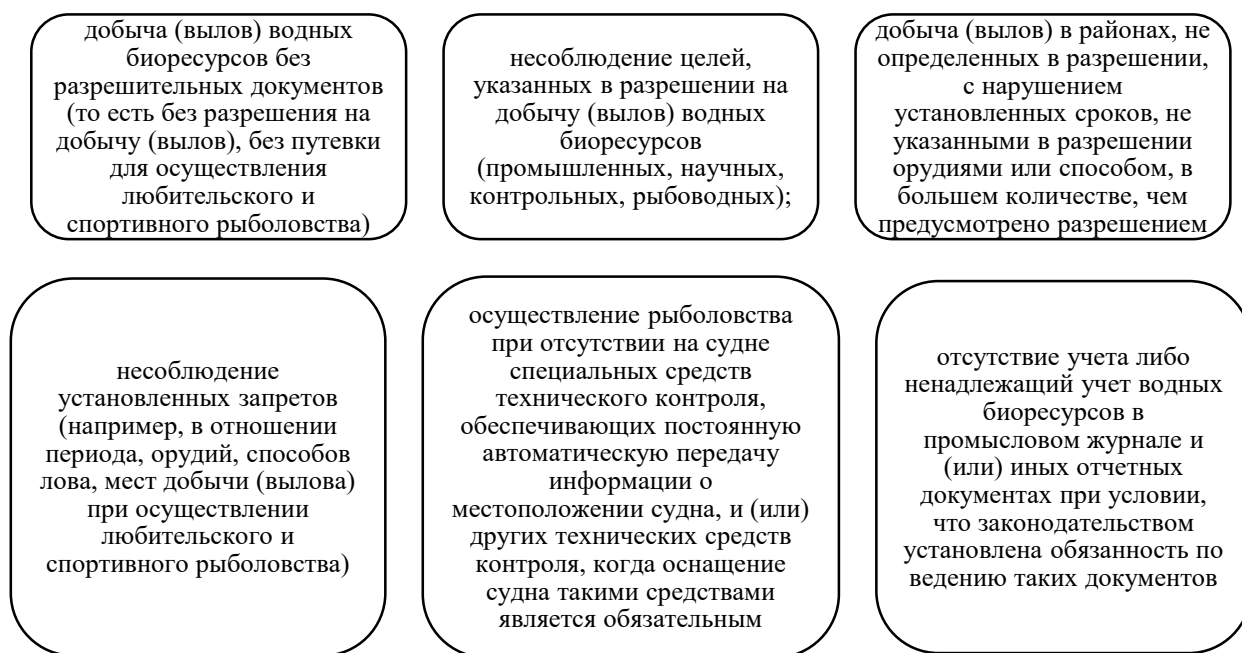 добыча (вылов) водных
биоресурсов без
разрешительных документов
(то есть без разрешения на
добычу (вылов), без путевки
для осуществления
любительского и
спортивного рыболовства)
несоблюдение целей,
указанных в разрешении на
добычу (вылов) водных
биоресурсов
(промышленных, научных,
контрольных, рыбоводных);
добыча (вылов) в районах, не
определенных в разрешении,
с нарушением
установленных сроков, не
указанными в разрешении
орудиями или способом, в
большем количестве, чем
предусмотрено разрешением
несоблюдение
установленных запретов
(например, в отношении
периода, орудий, способов
лова, мест добычи (вылова)
при осуществлении
любительского и
спортивного рыболовства)
осуществление рыболовства
при отсутствии на судне
специальных средств
технического контроля,
обеспечивающих постоянную
автоматическую передачу
информации о
местоположении судна, и (или)
других технических средств
контроля, когда оснащение
судна такими средствами
является обязательным
отсутствие учета либо
ненадлежащий учет водных
биоресурсов в
промысловом журнале и
(или) иных отчетных
документах при условии,
что законодательством
установлена обязанность по
ведению таких документов